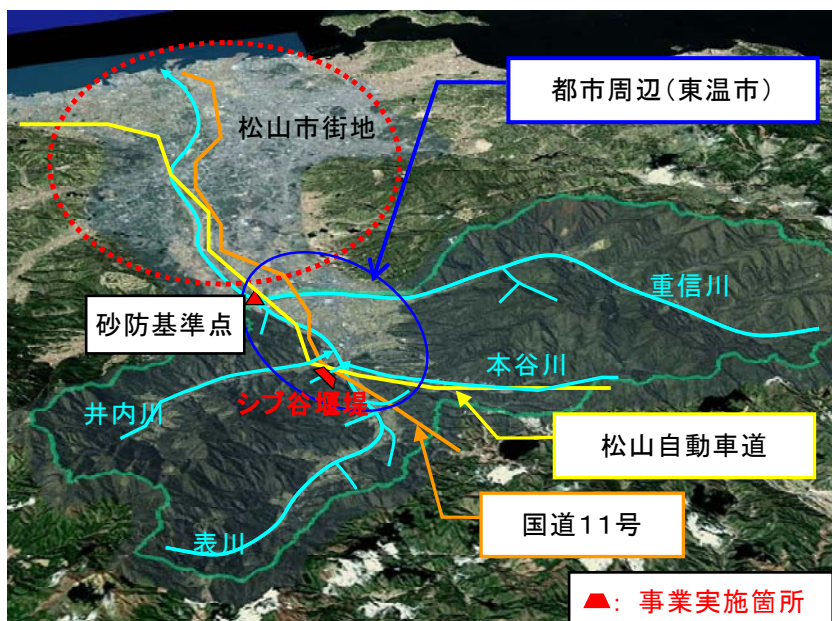 都市周辺（東温市）
松山市街地
重信川
砂防基準点
本谷川
シブ谷堰堤
井内川
松山自動車道
国道１１号
表川
：事業実施箇所